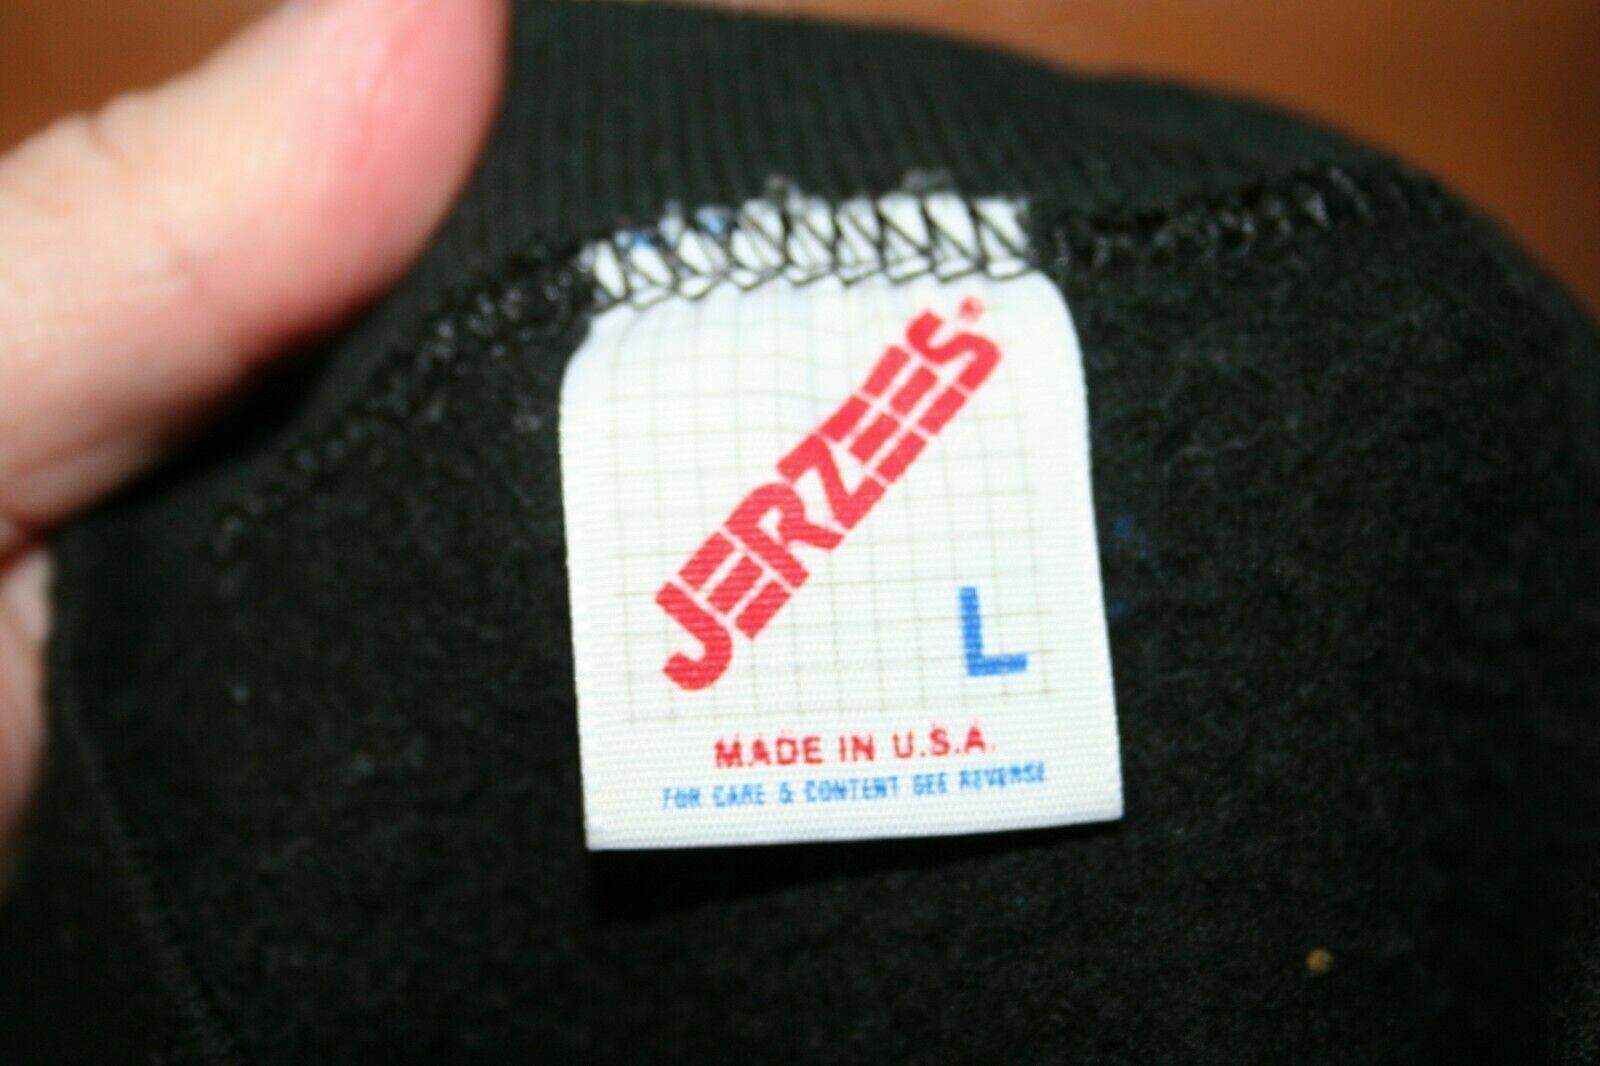 JERZEES®
L
MADE IN U.S.A.
FOR CARE & CONTENT SEE REVERSE